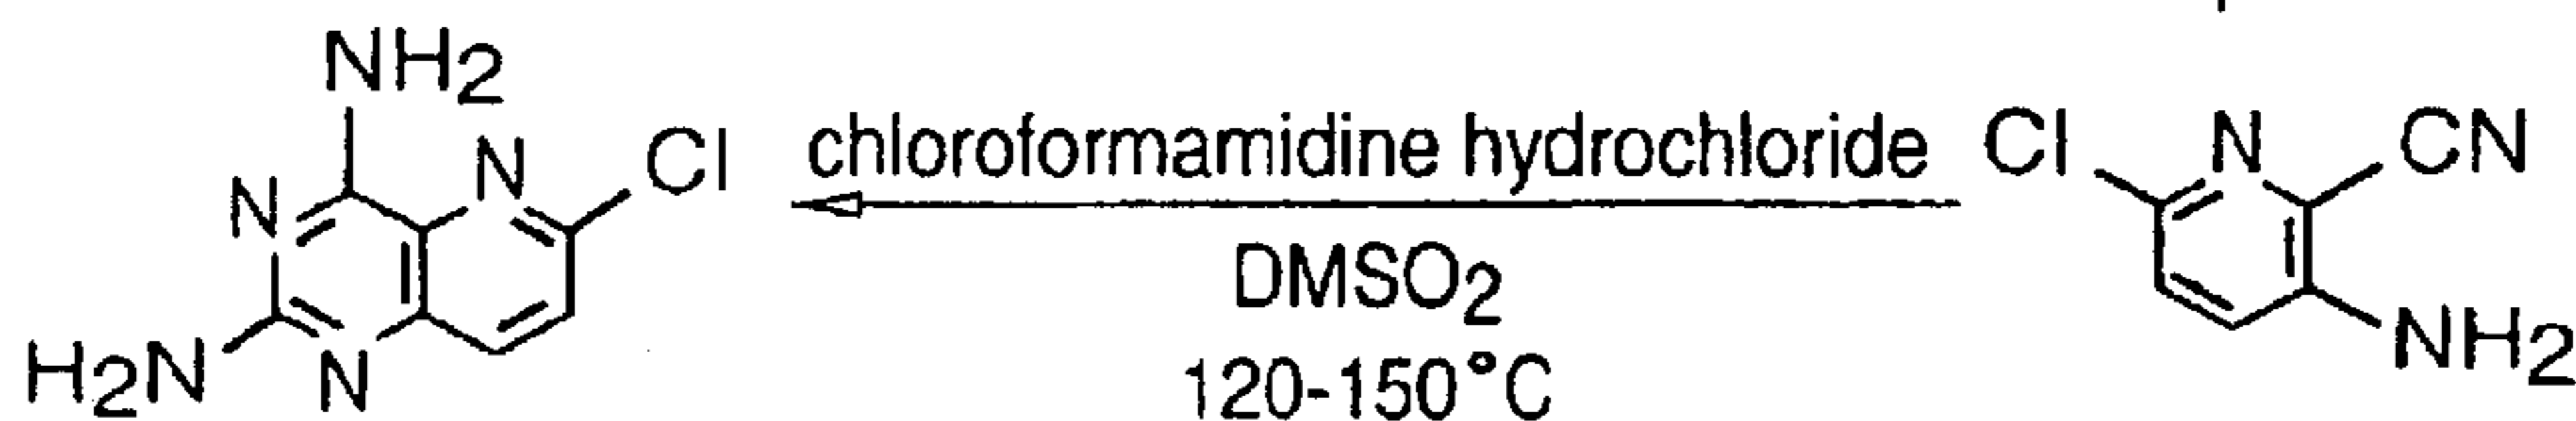 NH2
N
N
Cl
H2N
N
chloroformamidine hydrochloride
DMSO2
120-150°C
Cl
N
CN
NH2